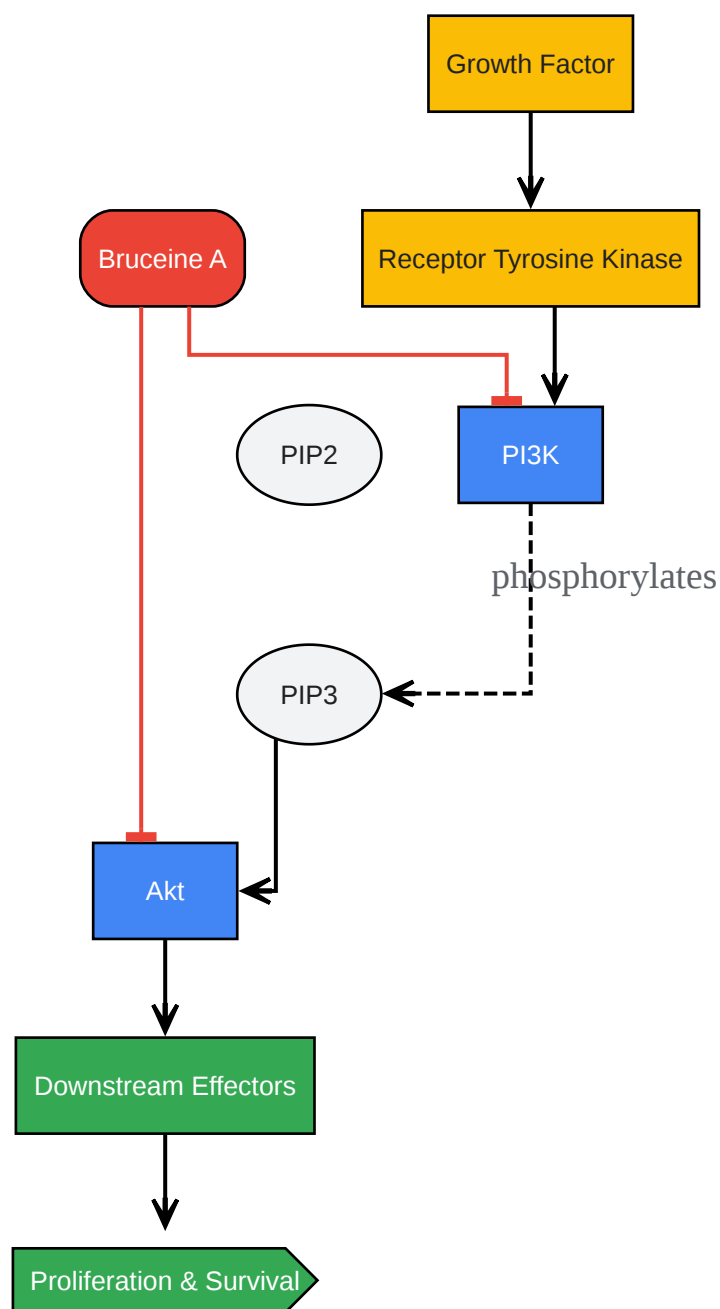 Growth Factor
Bruceine A
Receptor Tyrosine Kinase
PIP2
PI3K
phosphorylates
PIP3
Akt
Downstream Effectors
Proliferation & Survival